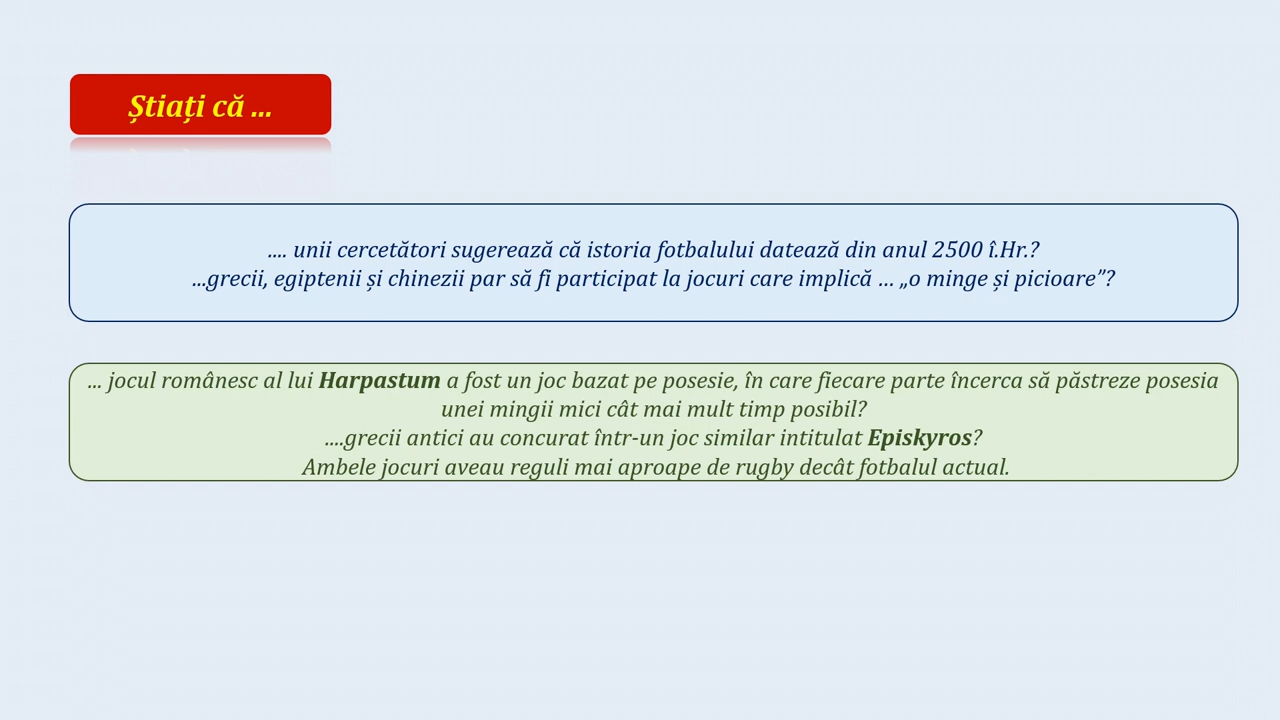 Știați că ...
.... unii cercetători sugerează că istoria fotbalului datează din anul 2500 î.Hr.?
...grecii, egiptenii și chinezii par să fi participat la jocuri care implică ... „o minge și picioare”?
... jocul românesc al lui Harpastum a fost un joc bazat pe posesie, în care fiecare parte încerca să păstreze posesia
unei mingii mici cât mai mult timp posibil?
....grecii antici au concurat într-un joc similar intitulat Episkyros?
Ambele jocuri aveau reguli mai aproape de rugby decât fotbalul actual.